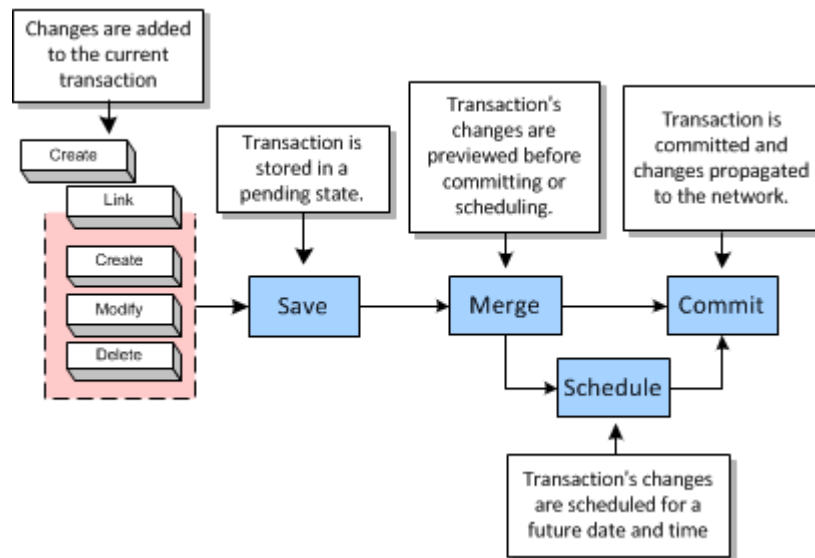 Changes are added
to the current
transaction
Create
Link
Create
Modify
Delete
Transaction is
stored in a
pending state.
Save
Transaction's
changes are
previewed before
committing or
scheduling.
Merge
Transaction is
committed and
changes propagated
to the network.
Commit
Schedule
Transaction's changes
are scheduled for a
future date and time